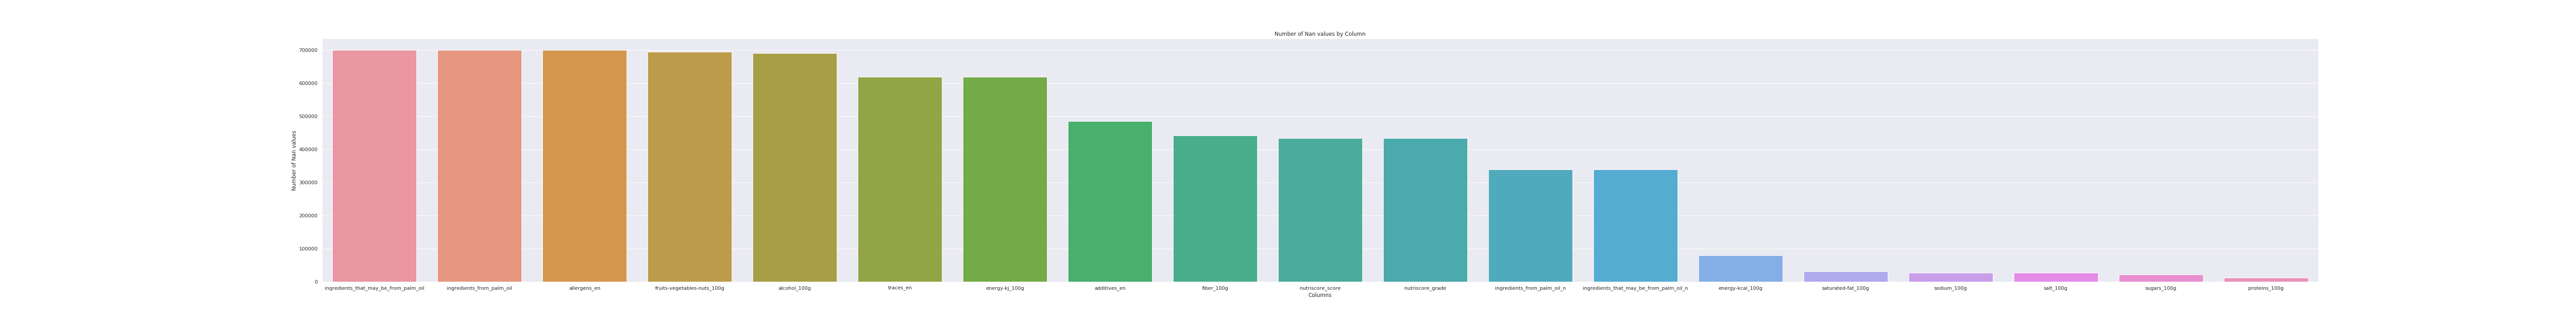 Number of Nan values by Column
Number of Nan values
700000
600000
500000
400000
300000
200000
100000
0
ingredients_that_may_be_from_palm_oil ingredients_from_palm_oil allergens_en fruits-vegetables-nuts_100g alcohol_100g traces_en energy-kj_100g additives_en fiber_100g nutriscore_score nutriscore_grade ingredients_from_palm_oil_n ingredients_that_may_be_from_palm_oil_n energy-kcal_100g saturated-fat_100g sodium_100g salt_100g sugars_100g proteins_100g
Columns